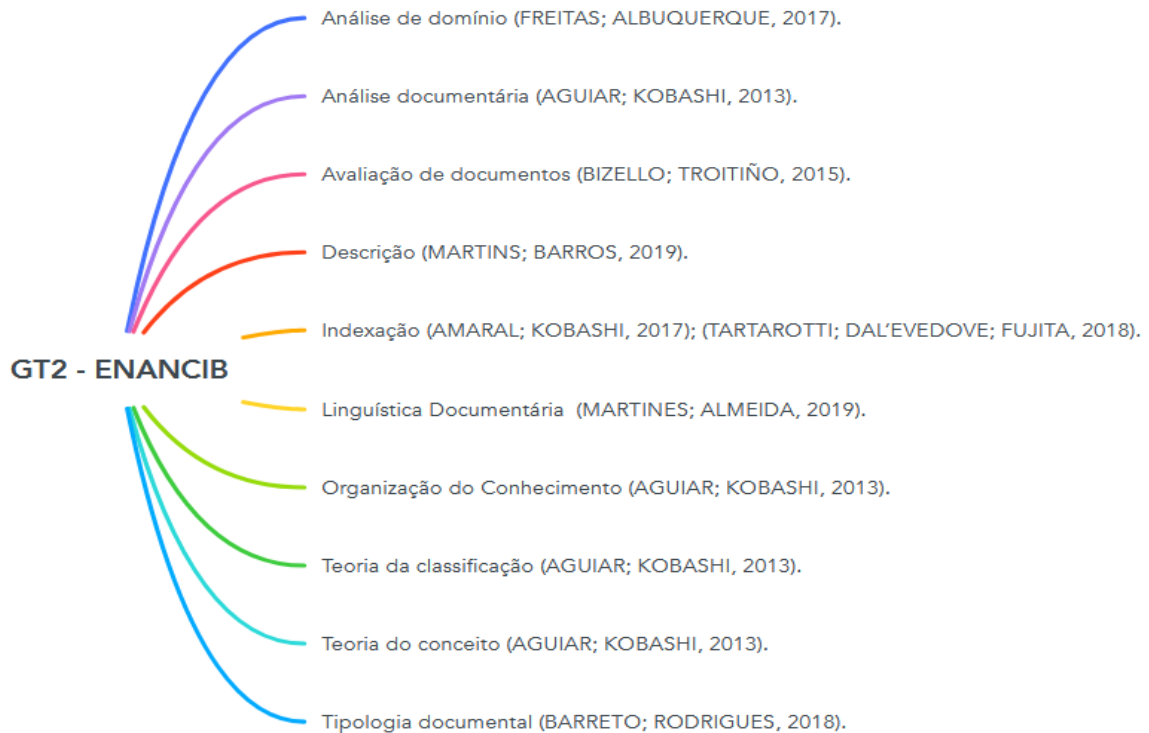 Análise de domínio (FREITAS; ALBUQUERQUE, 2017).
Análise documentária (AGUIAR; KOBASHI, 2013).
Avaliação de documentos (BIZELLO; TROITIÑO, 2015).
Descrição (MARTINS; BARROS, 2019).
Indexação (AMARAL; KOBASHI, 2017); (TARTAROTTI; DAL’EVEDOVE; FUJITA, 2018).
GT2 - ENANCIB
Linguística Documentária (MARTINES; ALMEIDA, 2019).
Organização do Conhecimento (AGUIAR; KOBASHI, 2013).
Teoria da classificação (AGUIAR; KOBASHI, 2013).
Teoria do conceito (AGUIAR; KOBASHI, 2013).
Tipologia documental (BARRETO; RODRIGUES, 2018).